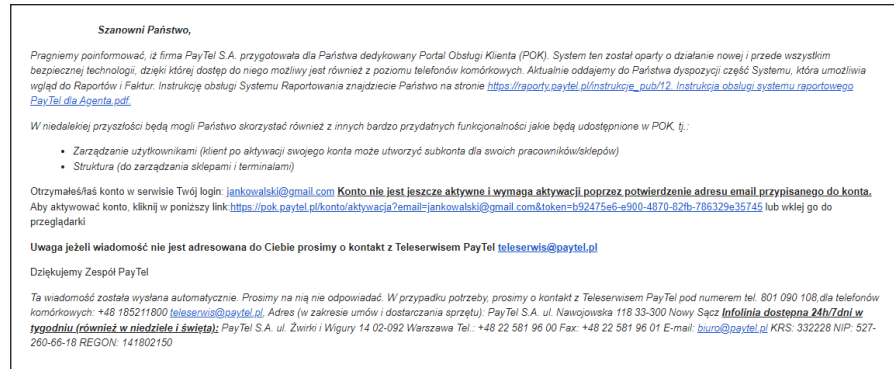 Szanowni Państwo,
Pragniemy poinformować, iż firma PayTel S.A. przygotowała dla Państwa dedykowany Portal Obsługi Klienta (POK). System ten został oparty o działanie nowej i przede wszystkim
bezpiecznej technologii, dzięki której dostęp do niego możliwy jest również z poziomu telefonów komórkowych. Aktualnie oddajemy do Państwa dyspozycji część Systemu, która umożliwia
wgląd do Raportów i Faktur. Instrukcję obsługi Systemu Raportowania znajdziecie Państwo na stronie https://raporty.paytel.pl/instrukcje_pub/12. Instrukcja obslugi systemu raportowego
PayTel dla Agenta.pdf.
W niedalekiej przyszłości będą mogli Państwo skorzystać również z innych bardzo przydatnych funkcjonalności jakie będą udostępnione w POK, tj.:
• Zarządzanie użytkownikami (klient po aktywacji swojego konta może utworzyć subkonta dla swoich pracowników/sklepów)
• Struktura (do zarządzania sklepami i terminalami)
Otrzymałeś/łaś konto w serwisie Twój login: jankowalski@gmail.com Konto nie jest jeszcze aktywne i wymaga aktywacji poprzez potwierdzenie adresu email przypisanego do konta.
Aby aktywować konto, kliknij w poniższy link:https://pok.paytel.pl/konto/aktywacja?email=jankowalski@gmail.com&token=b92475e6-e900-4870-82fb-786329e35745 lub wklej go do
przeglądarki
Uwaga jeżeli wiadomość nie jest adresowana do Ciebie prosimy o kontakt z Teleserwisem PayTel teleserwis@paytel.pl
Dziękujemy Zespół PayTel
Ta wiadomość została wysłana automatycznie. Prosimy na nią nie odpowiadać. W przypadku potrzeby, prosimy o kontakt z Teleserwisem PayTel pod numerem tel. 801 090 108,dla telefonów
komórkowych: +48 185211800 teleserwis@paytel.pl, Adres (w zakresie umów i dostarczania sprzętu): PayTel S.A. ul. Nawojowska 118 33-300 Nowy Sącz Infolinia dostępna 24h/7dni w
tygodniu (również w niedziele i święta): PayTel S.A. ul. Żwirki i Wigury 14 02-092 Warszawa Tel.: +48 22 581 96 00 Fax: +48 22 581 96 01 E-mail: biuro@paytel.pl KRS: 332228 NIP: 527-
260-66-18 REGON: 141802150